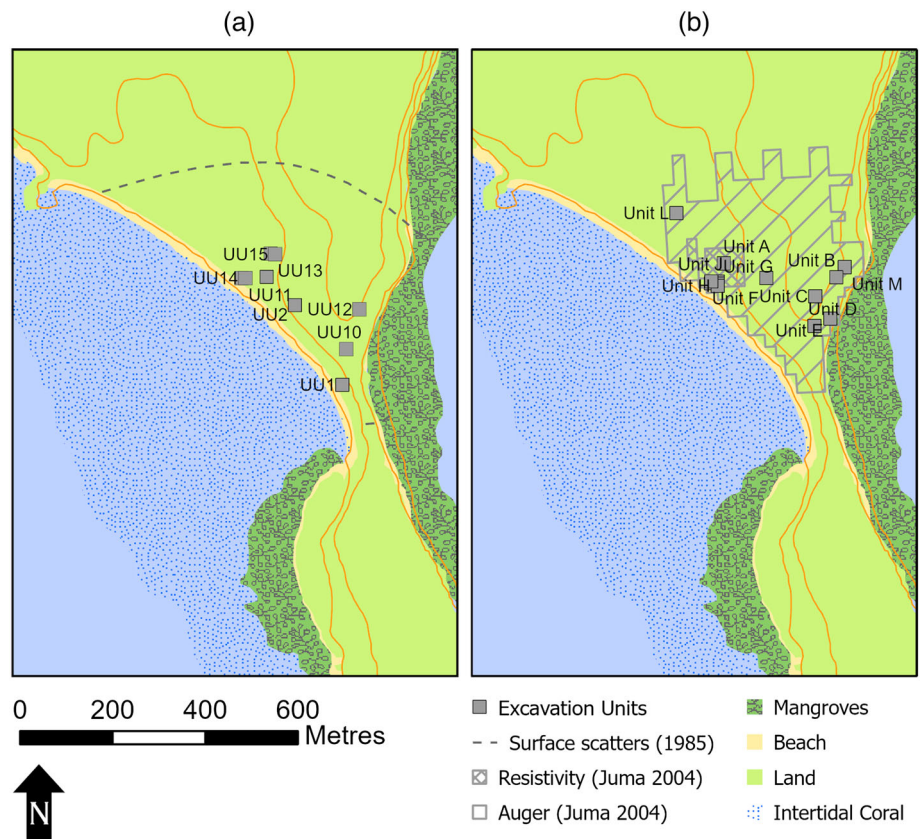 (a)
(b)
UU15
UU13
UU14
UU11
UU2
UU12
UU10
UU1
Unit L
Unit A
Unit J
Unit G
Unit B
Unit H
Unit M
Unit F
Unit C
Unit D
Unit E
0 200 400 600
Metres
N
Excavation Units
Surface scatters (1985)
Resistivity (Juma 2004)
Auger (Juma 2004)
Mangroves
Beach
Land
Intertidal Coral